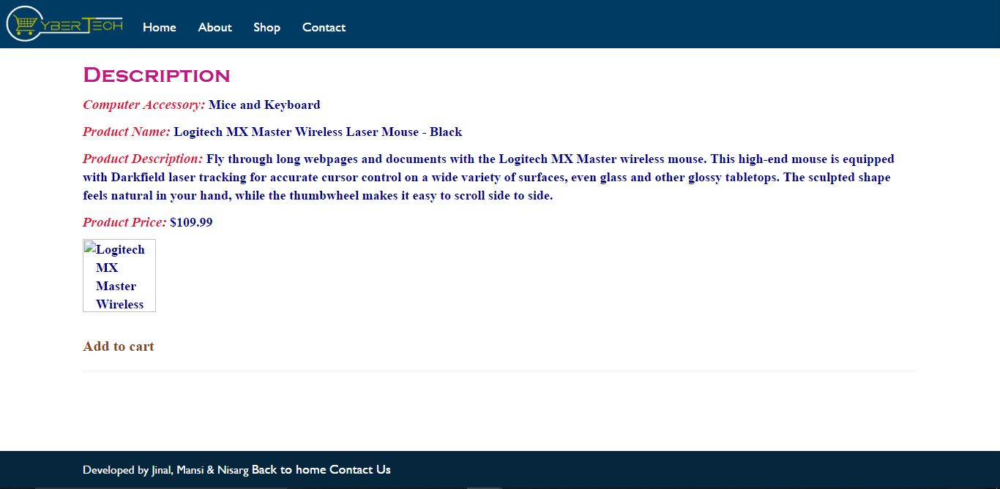 YBERTECH Home About Shop Contact
DESCRIPTION
Computer Accessory: Mice and Keyboard
Product Name: Logitech MX Master Wireless Laser Mouse - Black
Product Description: Fly through long webpages and documents with the Logitech MX Master wireless mouse. This high-end mouse is equipped
with Darkfield laser tracking for accurate cursor control on a wide variety of surfaces, even glass and other glossy tabletops. The sculpted shape
feels natural in your hand, while the thumbwheel makes it easy to scroll side to side.
Product Price: $109.99
Logitech
MX
Master
Wireless
Add to cart
Developed by Jinal, Mansi & Nisarg Back to home Contact Us